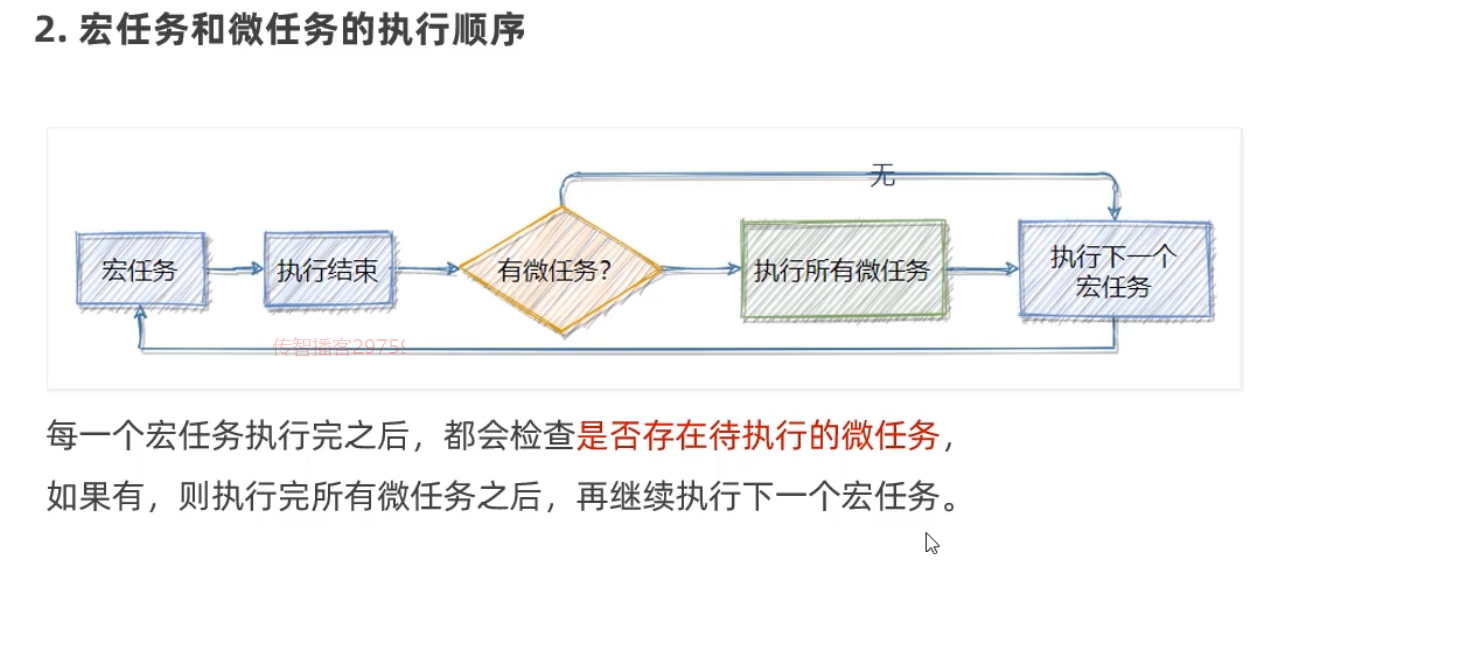 2. 宏任务和微任务的执行顺序
无
宏任务
执行结束
有微任务?
执行所有微任务
执行下一个
宏任务
传智播客2975
每一个宏任务执行完之后，都会检查是否存在待执行的微任务，
如果有，则执行完所有微任务之后，再继续执行下一个宏任务。